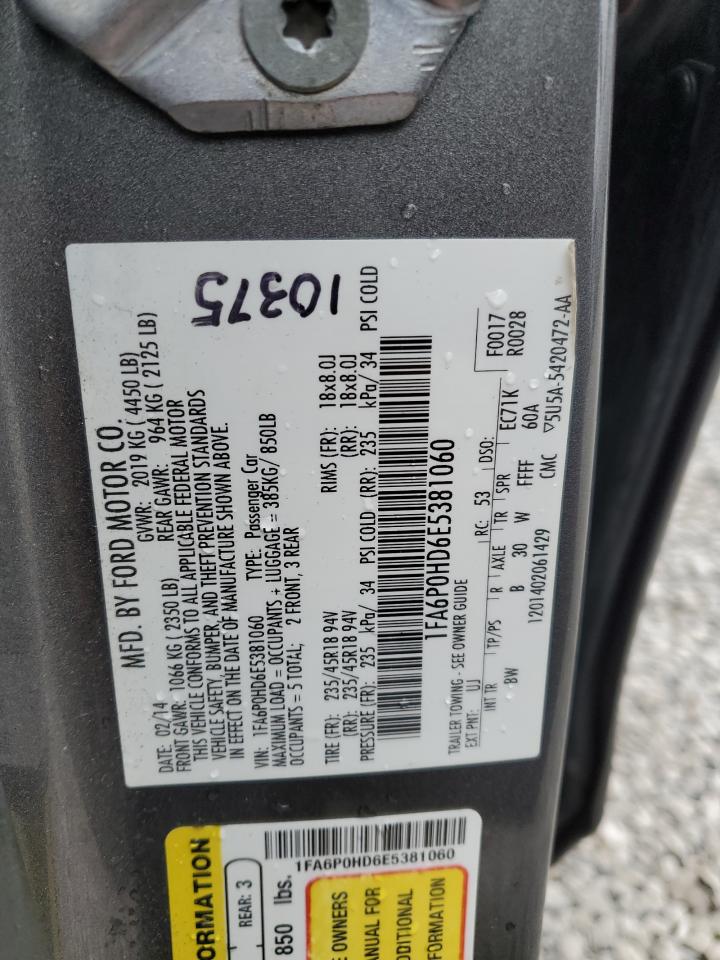 10375
MFD. BY FORD MOTOR CO.
DATE: 02/14 GVWR: 2019 KG ( 4450 LB)
FRONT GAWR: 1066 KG ( 2350 LB) REAR GAWR: 964 KG ( 2125 LB)
THIS VEHICLE CONFORMS TO ALL APPLICABLE FEDERAL MOTOR
VEHICLE SAFETY, BUMPER, AND THEFT PREVENTION STANDARDS
IN EFFECT ON THE DATE OF MANUFACTURE SHOWN ABOVE.
VIN: 1FA6P0HD6E5381060 TYPE: Passenger Car
MAXIMUM LOAD = OCCUPANTS + LUGGAGE = 385KG/ 850LB
OCCUPANTS = 5 TOTAL; 2 FRONT, 3 REAR
TIRE (FR): 235/45R18 94V RIMS (FR): 18x8.0J
(RR): 235/45R18 94V (RR): 18x8.0J
PRESSURE (FR): 235 kPa/ 34 PSI COLD (RR): 235 kPa/ 34 PSI COLD
1FA6P0HD6E5381060
TRAILER TOWING - SEE OWNER GUIDE
EXT PNT: UJ RC: 53 DSO: F0017
R0028
INT TR TP/PS R AXLE TR SPR EC71K
BW B 30 W FFFF 60A
1201402061429 CMC ▽5U5A-5420472-AA
ORMATION
REAR: 3
850 lbs.
1FA6P0HD6E5381060
E OWNERS
ANUAL FOR
DDITIONAL
FORMATION